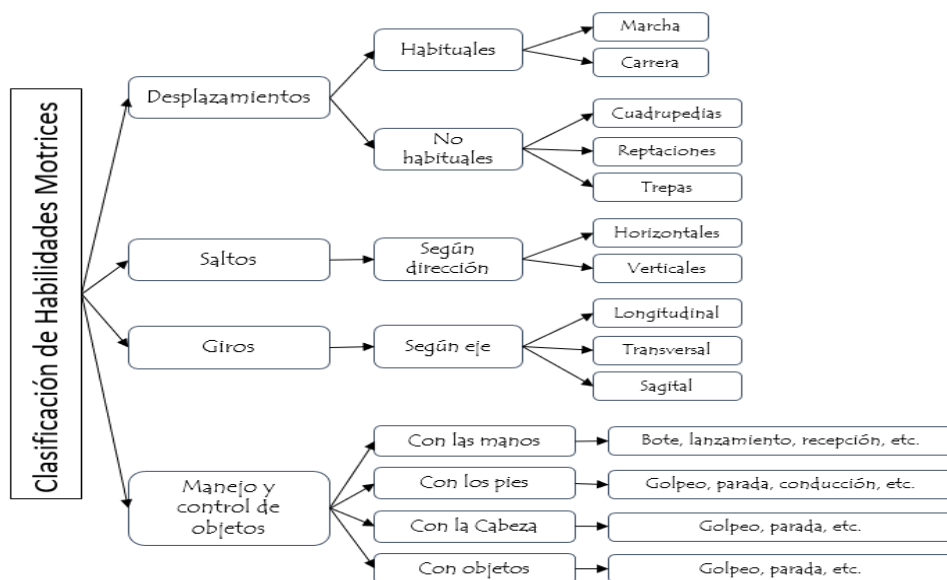 Clasificación de Habilidades Motrices
Desplazamientos
Habituales
Marcha
Carrera
No
habituales
Cuadrupedias
Reptaciones
Trepas
Saltos
Según
dirección
Horizontales
Verticales
Giros
Según eje
Longitudinal
Transversal
Sagital
Manejo y
control de
objetos
Con las manos
Bote, lanzamiento, recepción, etc.
Con los pies
Golpeo, parada, conducción, etc.
Con la Cabeza
Golpeo, parada, etc.
Con objetos
Golpeo, parada, etc.